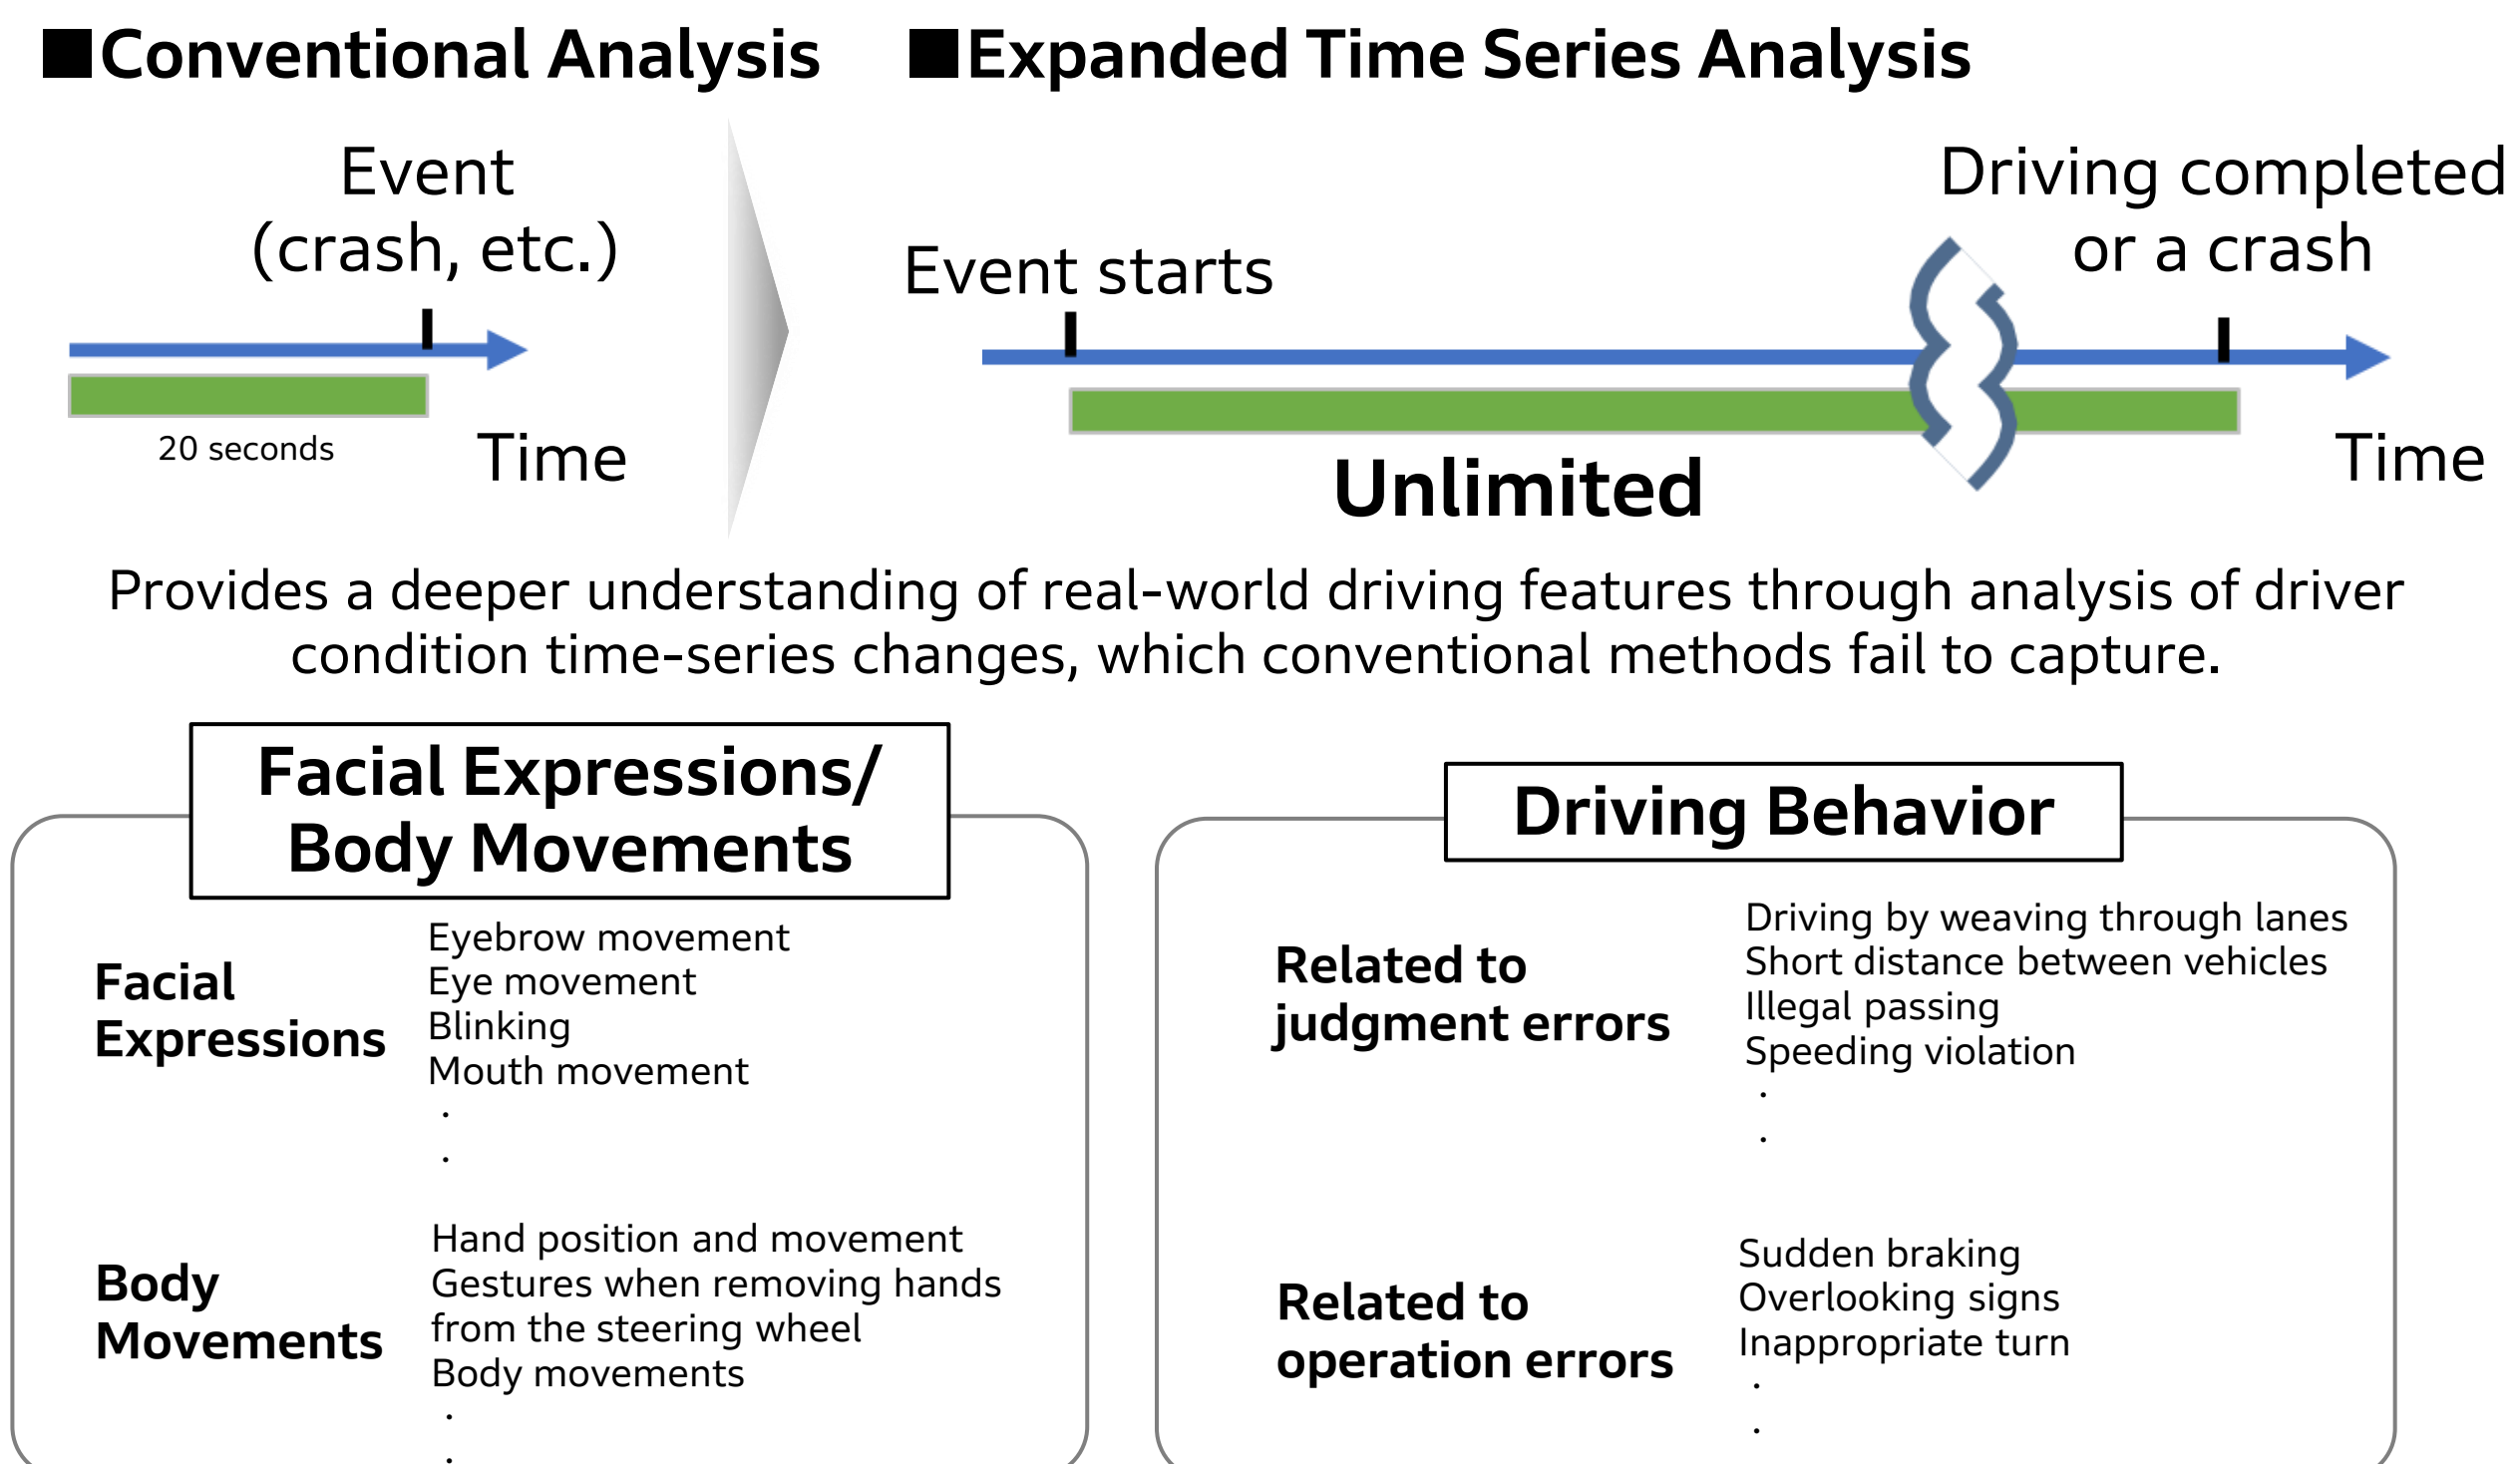 ■Conventional Analysis
Event
(crash, etc.)
20 seconds
Time
■Expanded Time Series Analysis
Event starts
Driving completed
or a crash
Unlimited
Time
Provides a deeper understanding of real-world driving features through analysis of driver
condition time-series changes, which conventional methods fail to capture.
Facial Expressions/
Body Movements
Facial
Expressions
Eyebrow movement
Eye movement
Blinking
Mouth movement
·
·
Body
Movements
Hand position and movement
Gestures when removing hands
from the steering wheel
Body movements
·
·
Driving Behavior
Related to
judgment errors
Driving by weaving through lanes
Short distance between vehicles
Illegal passing
Speeding violation
·
·
Related to
operation errors
Sudden braking
Overlooking signs
Inappropriate turn
·
·